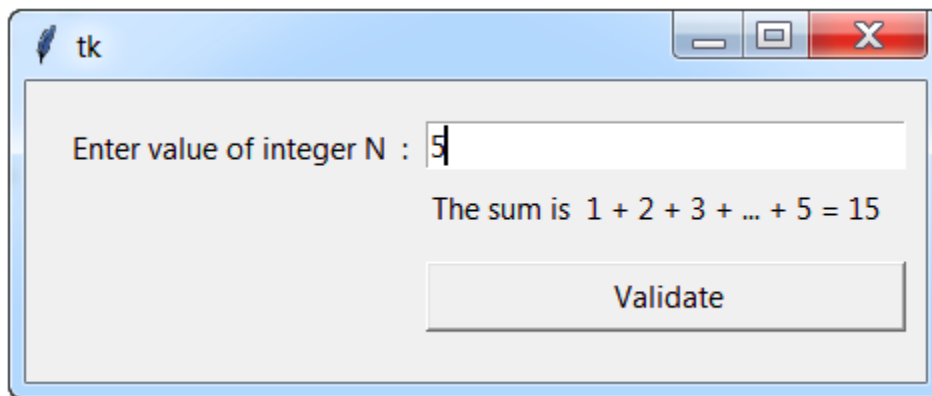 tk
Enter value of integer N : 5
The sum is 1 + 2 + 3 + ... + 5 = 15
Validate